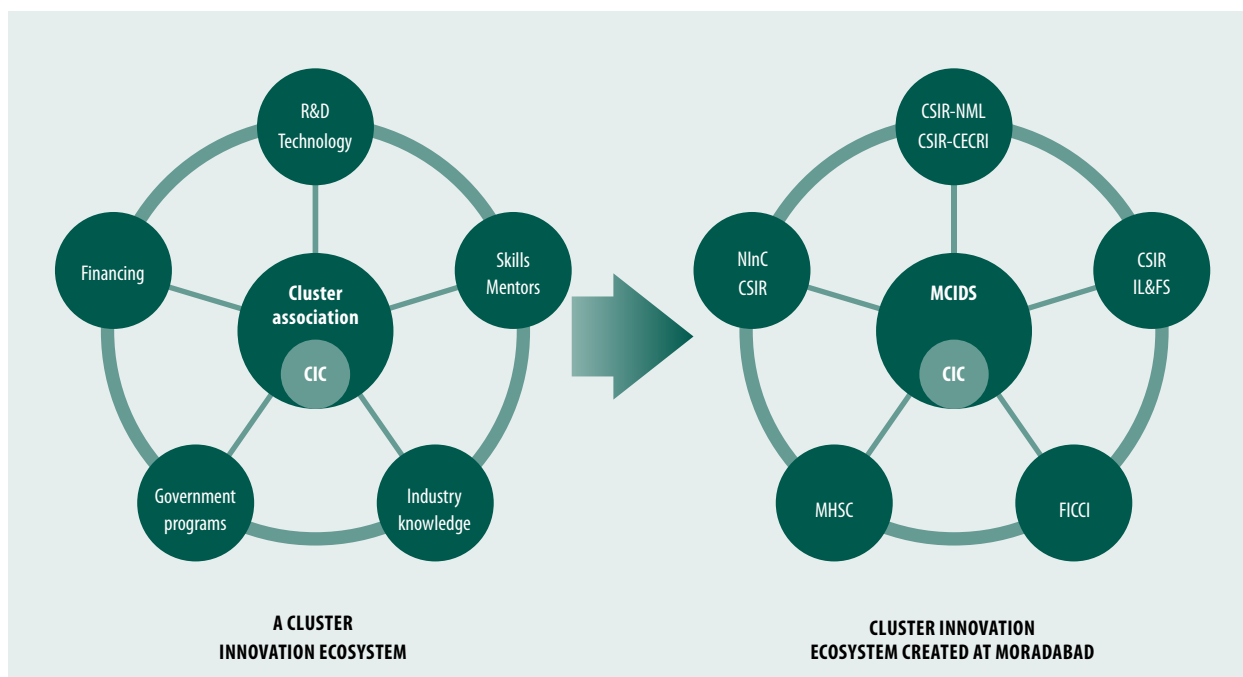 R&D
Technology
Financing
Skills
Mentors
Cluster
association
CIC
Government
programs
Industry
knowledge
A CLUSTER
INNOVATION ECOSYSTEM
CSIR-NML
CSIR-CECRI
NInC
CSIR
CSIR
IL&FS
MCIDS
CIC
MHSC
FICCI
CLUSTER INNOVATION
ECOSYSTEM CREATED AT MORADABAD